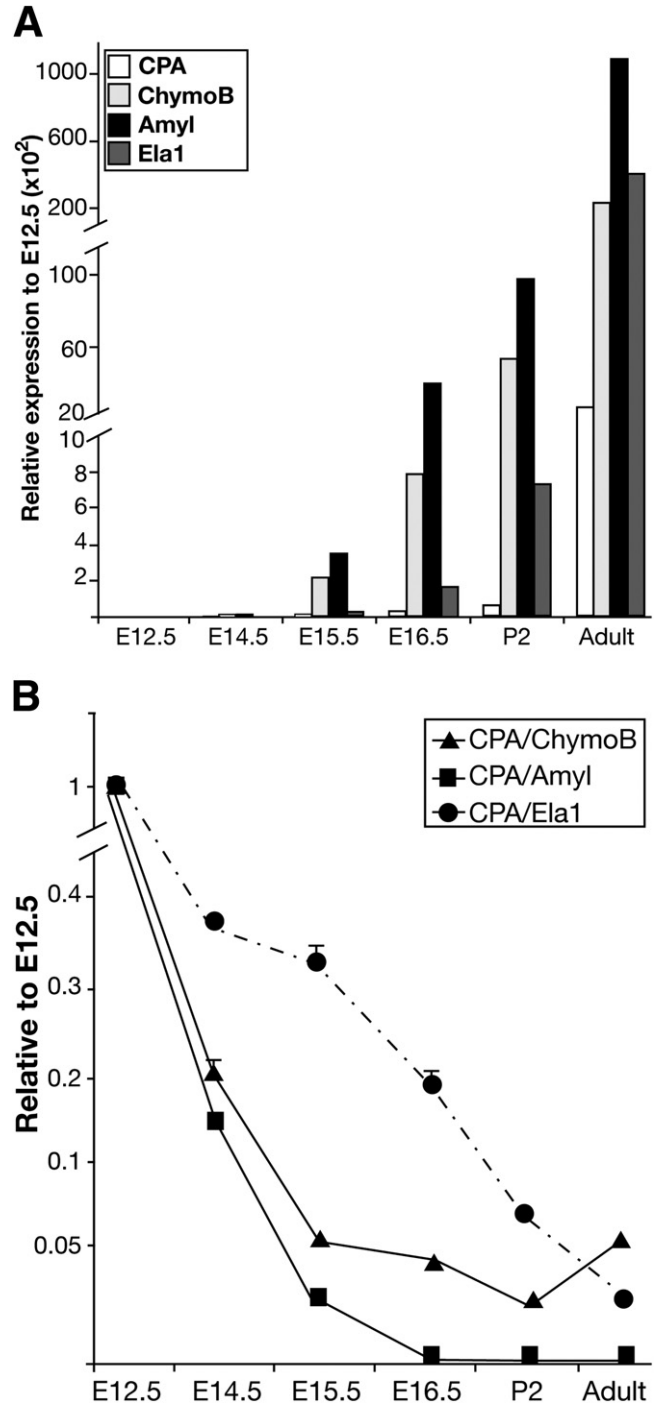 A
CPA
ChymoB
Amyl
Ela1
Relative expression to E12.5 (x10²)
1000
600
200
100
60
20
10
8
6
4
2
E12.5 E14.5 E15.5 E16.5 P2 Adult
B
CPA/ChymoB
CPA/Amyl
CPA/Ela1
Relative to E12.5
1
0.4
0.3
0.2
0.1
0.05
E12.5 E14.5 E15.5 E16.5 P2 Adult